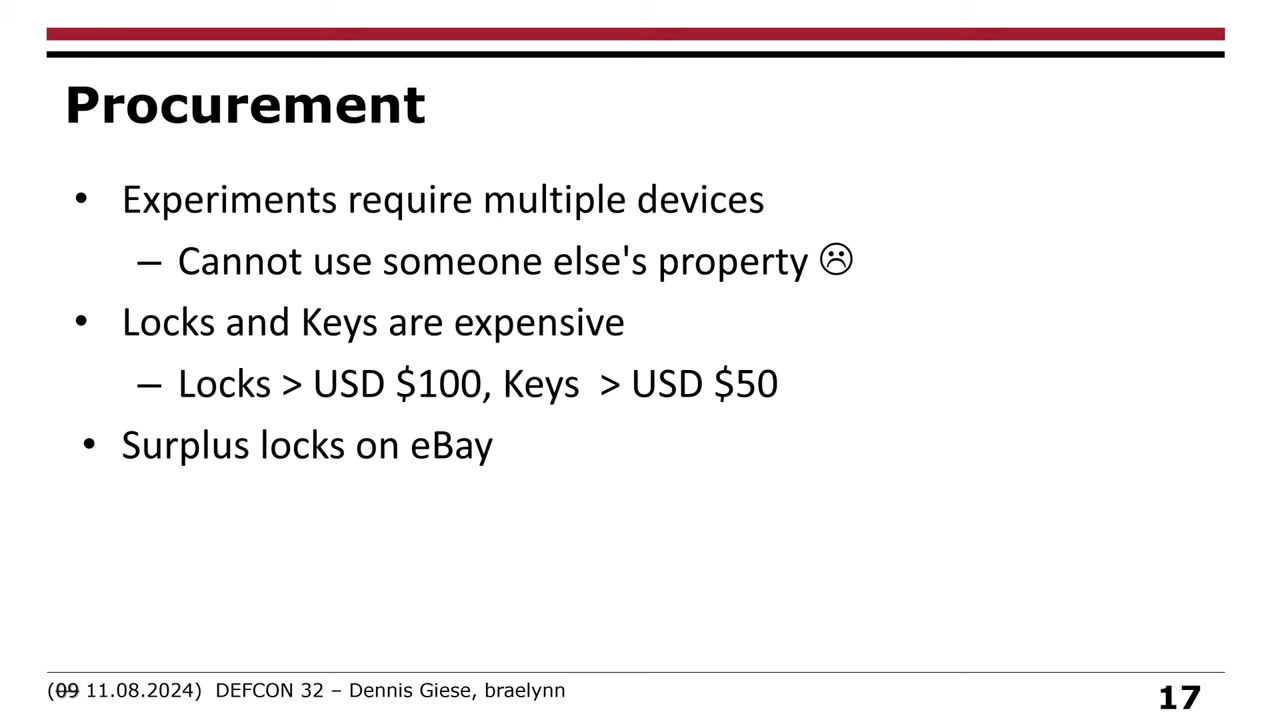 Procurement
• Experiments require multiple devices
– Cannot use someone else's property ☹
• Locks and Keys are expensive
– Locks > USD $100, Keys  > USD $50
• Surplus locks on eBay
(09 11.08.2024)  DEFCON 32 – Dennis Giese, braelynn
17